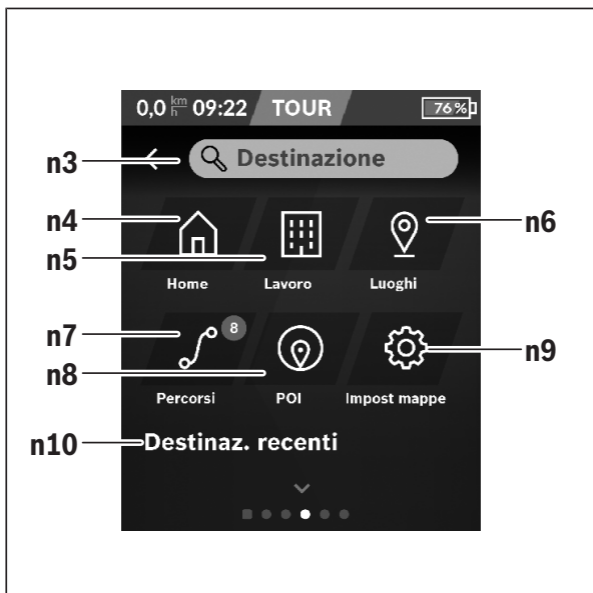 0,0 km/h 09:22 TOUR 76 %
n3 Destinazione
n4 n6
n5
Home Lavoro Luoghi
n7 8
n8 n9
Percorsi POI Impost mappe
n10 Destinaz. recenti